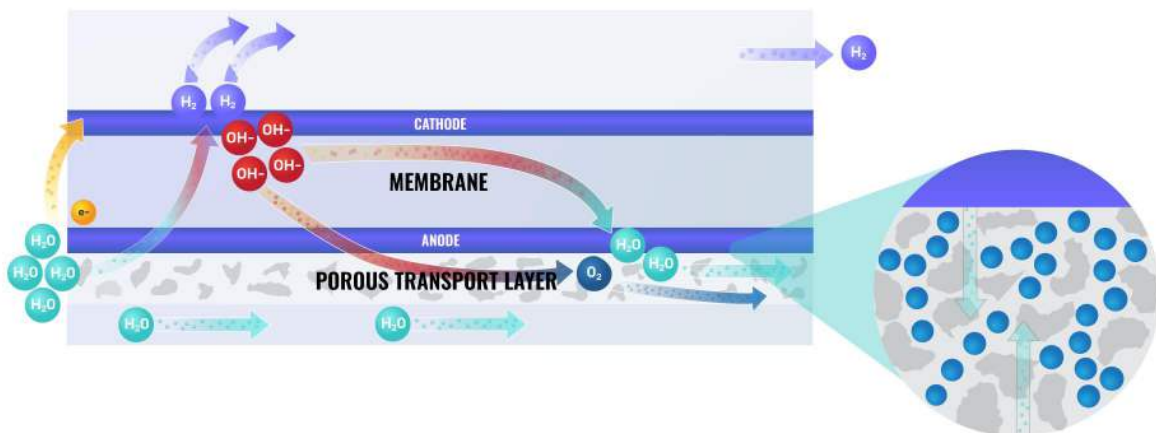 H₂
H₂
H₂
CATHODE
OH-
OH-
OH-
OH-
MEMBRANE
e-
H₂O
H₂O
H₂O
H₂O
ANODE
H₂O
H₂O
O₂
POROUS TRANSPORT LAYER
H₂O
H₂O